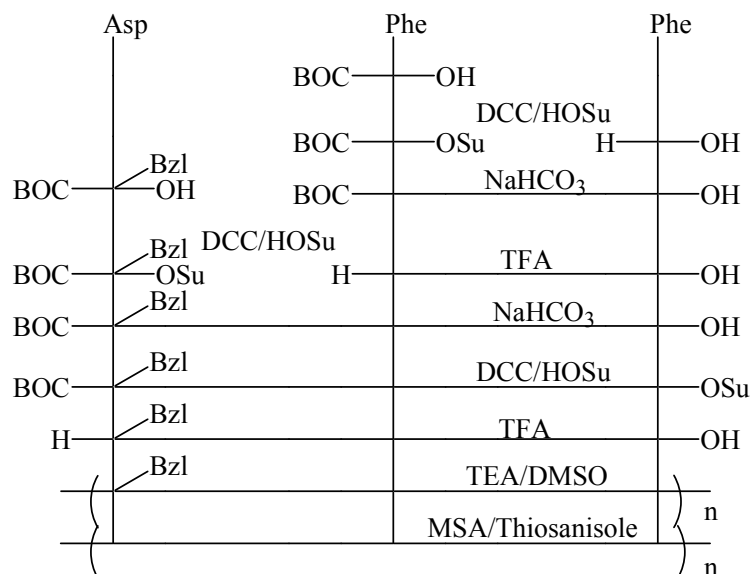 Asp Phe Phe
BOC OH
DCC/HOSu
BOC OSu H OH
Bzl
BOC OH BOC NaHCO3 OH
Bzl DCC/HOSu
BOC OSu H TFA OH
Bzl
BOC NaHCO3 OH
Bzl
BOC DCC/HOSu OSu
Bzl
H TFA OH
Bzl TEA/DMSO
n
MSA/Thiosanisole
n